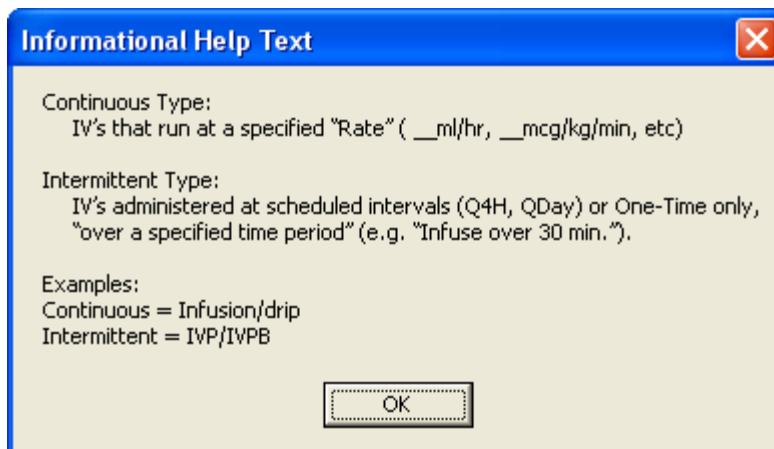 Informational Help Text
Continuous Type:
IV's that run at a specified "Rate" ( __ml/hr, __mcg/kg/min, etc)
Intermittent Type:
IV's administered at scheduled intervals (Q4H, QDay) or One-Time only,
"over a specified time period" (e.g. "Infuse over 30 min.").
Examples:
Continuous = Infusion/drip
Intermittent = IVP/IVPB
OK